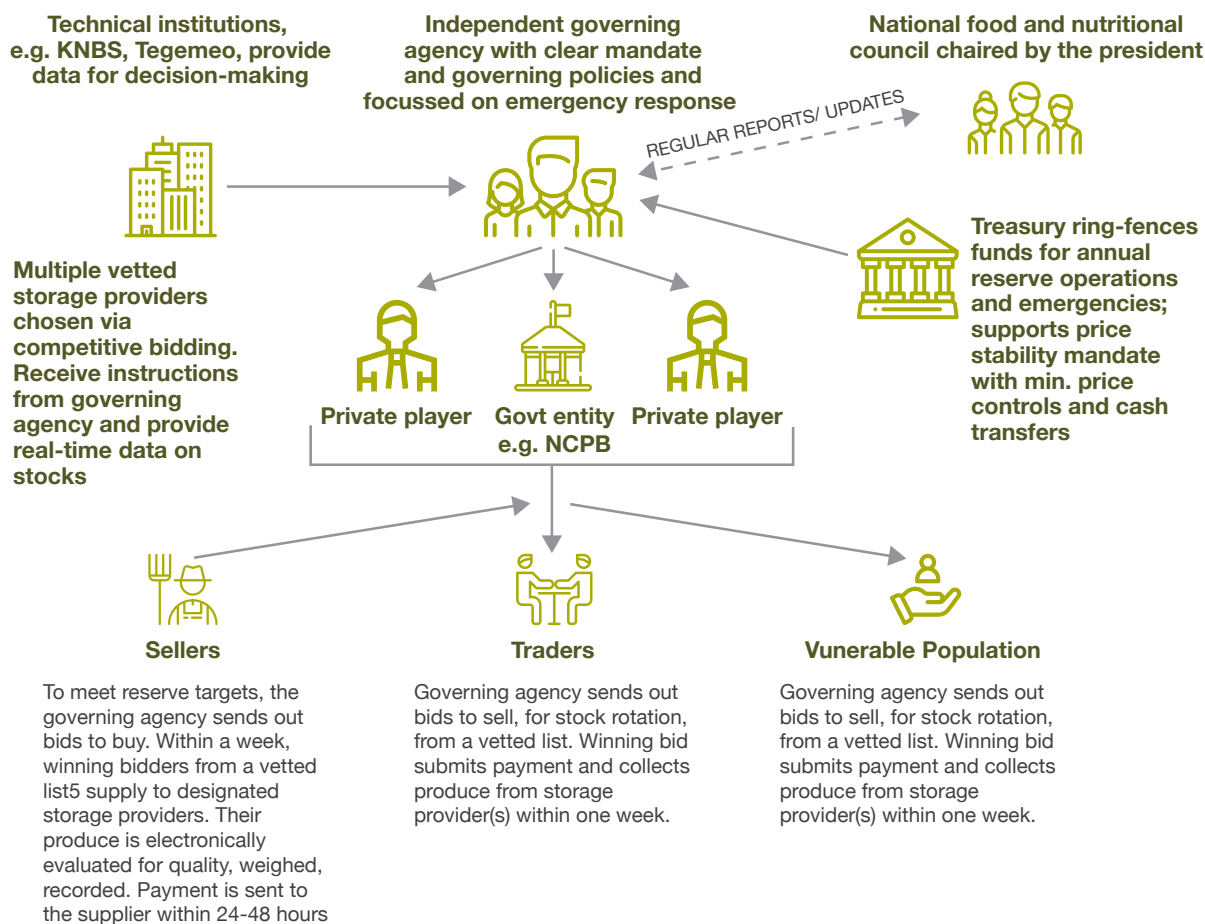 Technical institutions,
e.g. KNBS, Tegemeo, provide
data for decision-making
Independent governing
agency with clear mandate
and governing policies and
focussed on emergency response
National food and nutritional
council chaired by the president
REGULAR REPORTS/ UPDATES
Multiple vetted
storage providers
chosen via
competitive bidding.
Receive instructions
from governing
agency and provide
real-time data on
stocks
Treasury ring-fences
funds for annual
reserve operations
and emergencies;
supports price
stability mandate
with min. price
controls and cash
transfers
Private player
Govt entity
e.g. NCPB
Private player
Sellers
To meet reserve targets, the
governing agency sends out
bids to buy. Within a week,
winning bidders from a vetted
list5 supply to designated
storage providers. Their
produce is electronically
evaluated for quality, weighed,
recorded. Payment is sent to
the supplier within 24-48 hours
Traders
Governing agency sends out
bids to sell, for stock rotation,
from a vetted list. Winning bid
submits payment and collects
produce from storage
provider(s) within one week.
Vunerable Population
Governing agency sends out
bids to sell, for stock rotation,
from a vetted list. Winning bid
submits payment and collects
produce from storage
provider(s) within one week.